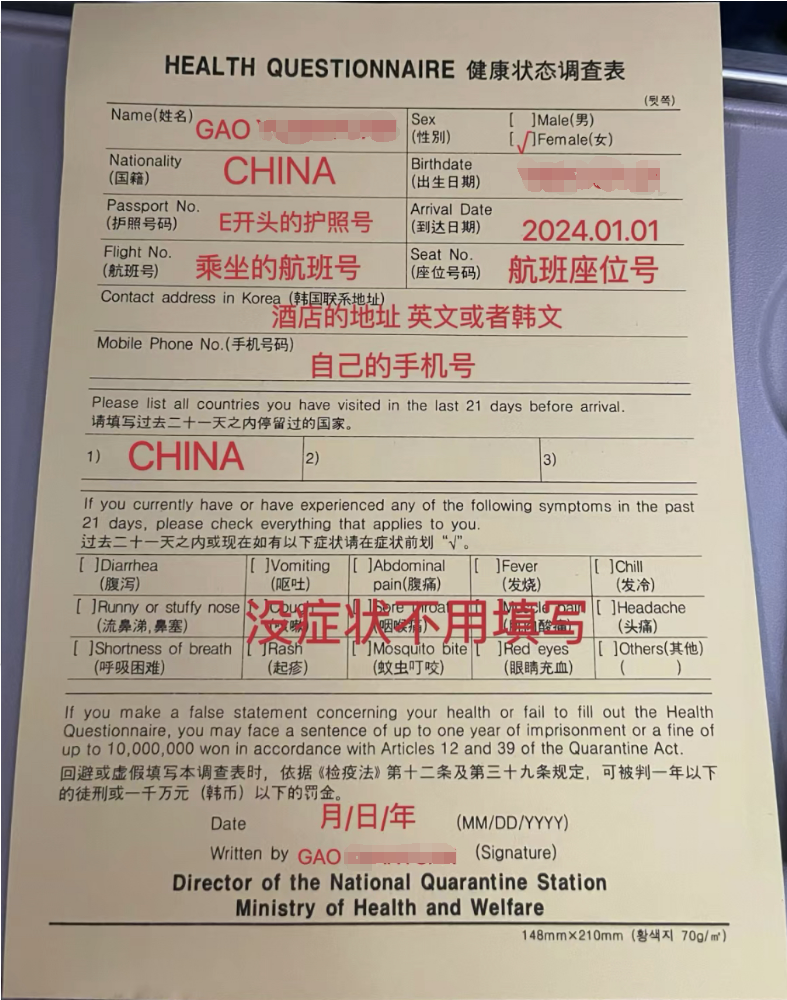 HEALTH QUESTIONNAIRE 健康状态调查表
(뒷쪽)
Name(姓名) GAO
Sex (性别) [ ]Male(男)
[√]Female(女)
Nationality (国籍) CHINA
Birthdate (出生日期)
Passport No. (护照号码) E开头的护照号
Arrival Date (到达日期) 2024.01.01
Flight No. (航班号) 乘坐的航班号
Seat No. (座位号码) 航班座位号
Contact address in Korea (韩国联系地址)
酒店的地址 英文或者韩文
Mobile Phone No.(手机号码)
自己的手机号
Please list all countries you have visited in the last 21 days before arrival.
请填写过去二十一天之内停留过的国家。
1) CHINA 2) 3)
If you currently have or have experienced any of the following symptoms in the past
21 days, please check everything that applies to you.
过去二十一天之内或现在如有以下症状请在症状前划“√”。
[ ]Diarrhea (腹泻) [ ]Vomiting (呕吐) [ ]Abdominal pain(腹痛) [ ]Fever (发烧) [ ]Chill (发冷)
[ ]Runny or stuffy nose (流鼻涕,鼻塞) [ ]Cough (咳嗽) [ ]Sore throat (咽喉痛) [ ]Muscle pain (肌肉酸痛) [ ]Headache (头痛)
没症状不用填写
[ ]Shortness of breath (呼吸困难) [ ]Rash (起疹) [ ]Mosquito bite (蚊虫叮咬) [ ]Red eyes (眼睛充血) [ ]Others(其他) ( )
If you make a false statement concerning your health or fail to fill out the Health
Questionnaire, you may face a sentence of up to one year of imprisonment or a fine of
up to 10,000,000 won in accordance with Articles 12 and 39 of the Quarantine Act.
回避或虚假填写本调查表时，依据《检疫法》第十二条及第三十九条规定，可被判一年以下
的徒刑或一千万元（韩币）以下的罚金。
Date 月/日/年 (MM/DD/YYYY)
Written by GAO (Signature)
Director of the National Quarantine Station
Ministry of Health and Welfare
148mm×210mm (황색지 70g/㎡)